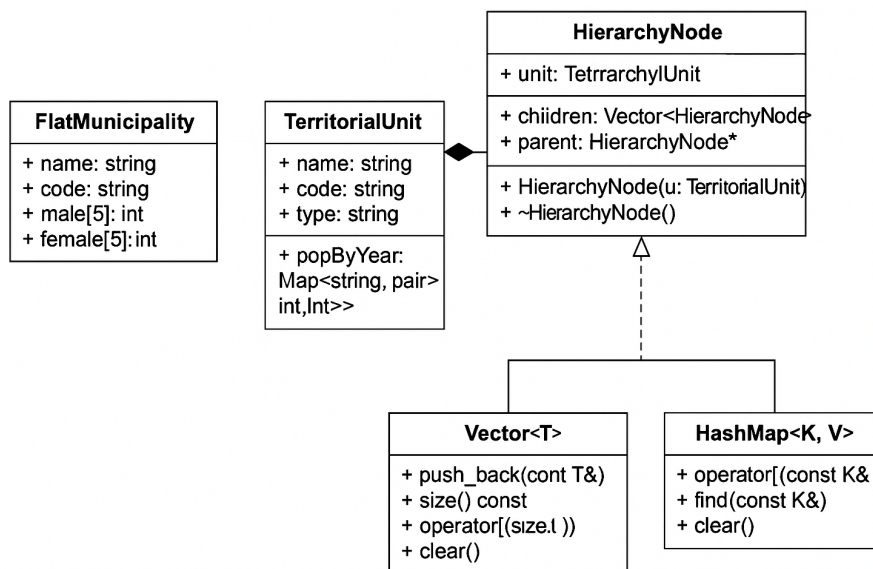 HierarchyNode
+ unit: TetrrarchylUnit
+ chiidren: Vector<HierarchyNode>
+ parent: HierarchyNode*
+ HierarchyNode(u: TerritorialUnit)
+ ~HierarchyNode()
FlatMunicipality
+ name: string
+ code: string
+ male[5]: int
+ female[5]: int
TerritorialUnit
+ name: string
+ code: string
+ type: string
+ popByYear:
Map<string, pair>
int,Int>>
Vector<T>
+ push_back(cont T&)
+ size() const
+ operator[(size.t ))
+ clear()
HashMap<K, V>
+ operator[(const K&
+ find(const K&)
+ clear()